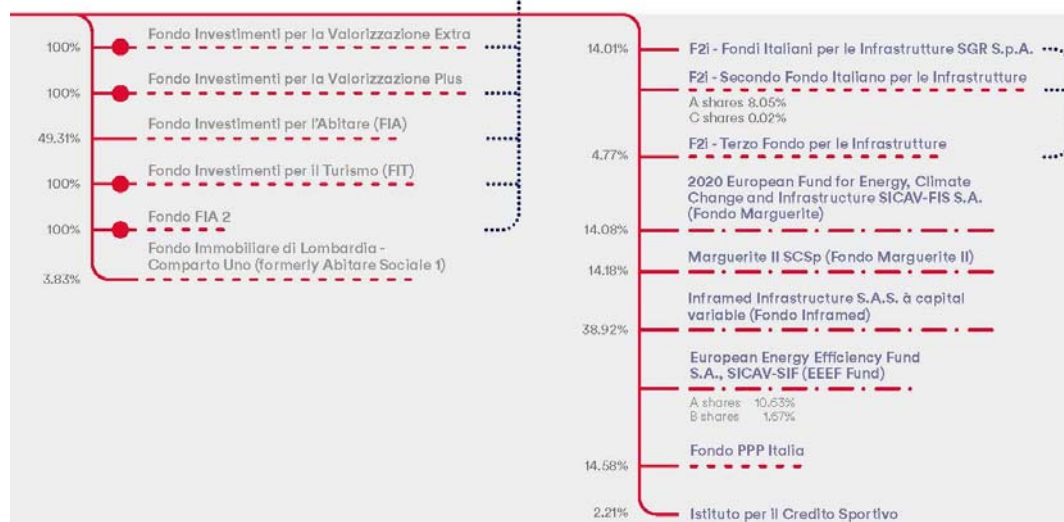 100%
Fondo Investimenti per la Valorizzazione Extra
100%
Fondo Investimenti per la Valorizzazione Plus
49.31%
Fondo Investimenti per l'Abitare (FIA)
100%
Fondo Investimenti per il Turismo (FIT)
100%
Fondo FIA 2
3.83%
Fondo Immobiliare di Lombardia -
Comparto Uno (formerly Abitare Sociale 1)
14.01%
F2i - Fondi Italiani per le Infrastrutture SGR S.p.A.
F2i - Secondo Fondo Italiano per le Infrastrutture
A shares 8.05%
C shares 0.02%
4.77%
F2i - Terzo Fondo per le Infrastrutture
2020 European Fund for Energy, Climate
Change and Infrastructure SICAV-FIS S.A.
(Fondo Marguerite)
14.08%
14.18%
Marguerite II SCSp (Fondo Marguerite II)
Inframed Infrastructure S.A.S. à capital
variable (Fondo Inframed)
38.92%
European Energy Efficiency Fund
S.A., SICAV-SIF (EEEF Fund)
A shares 10.63%
B shares 1.67%
Fondo PPP Italia
14.58%
2.21%
Istituto per il Credito Sportivo